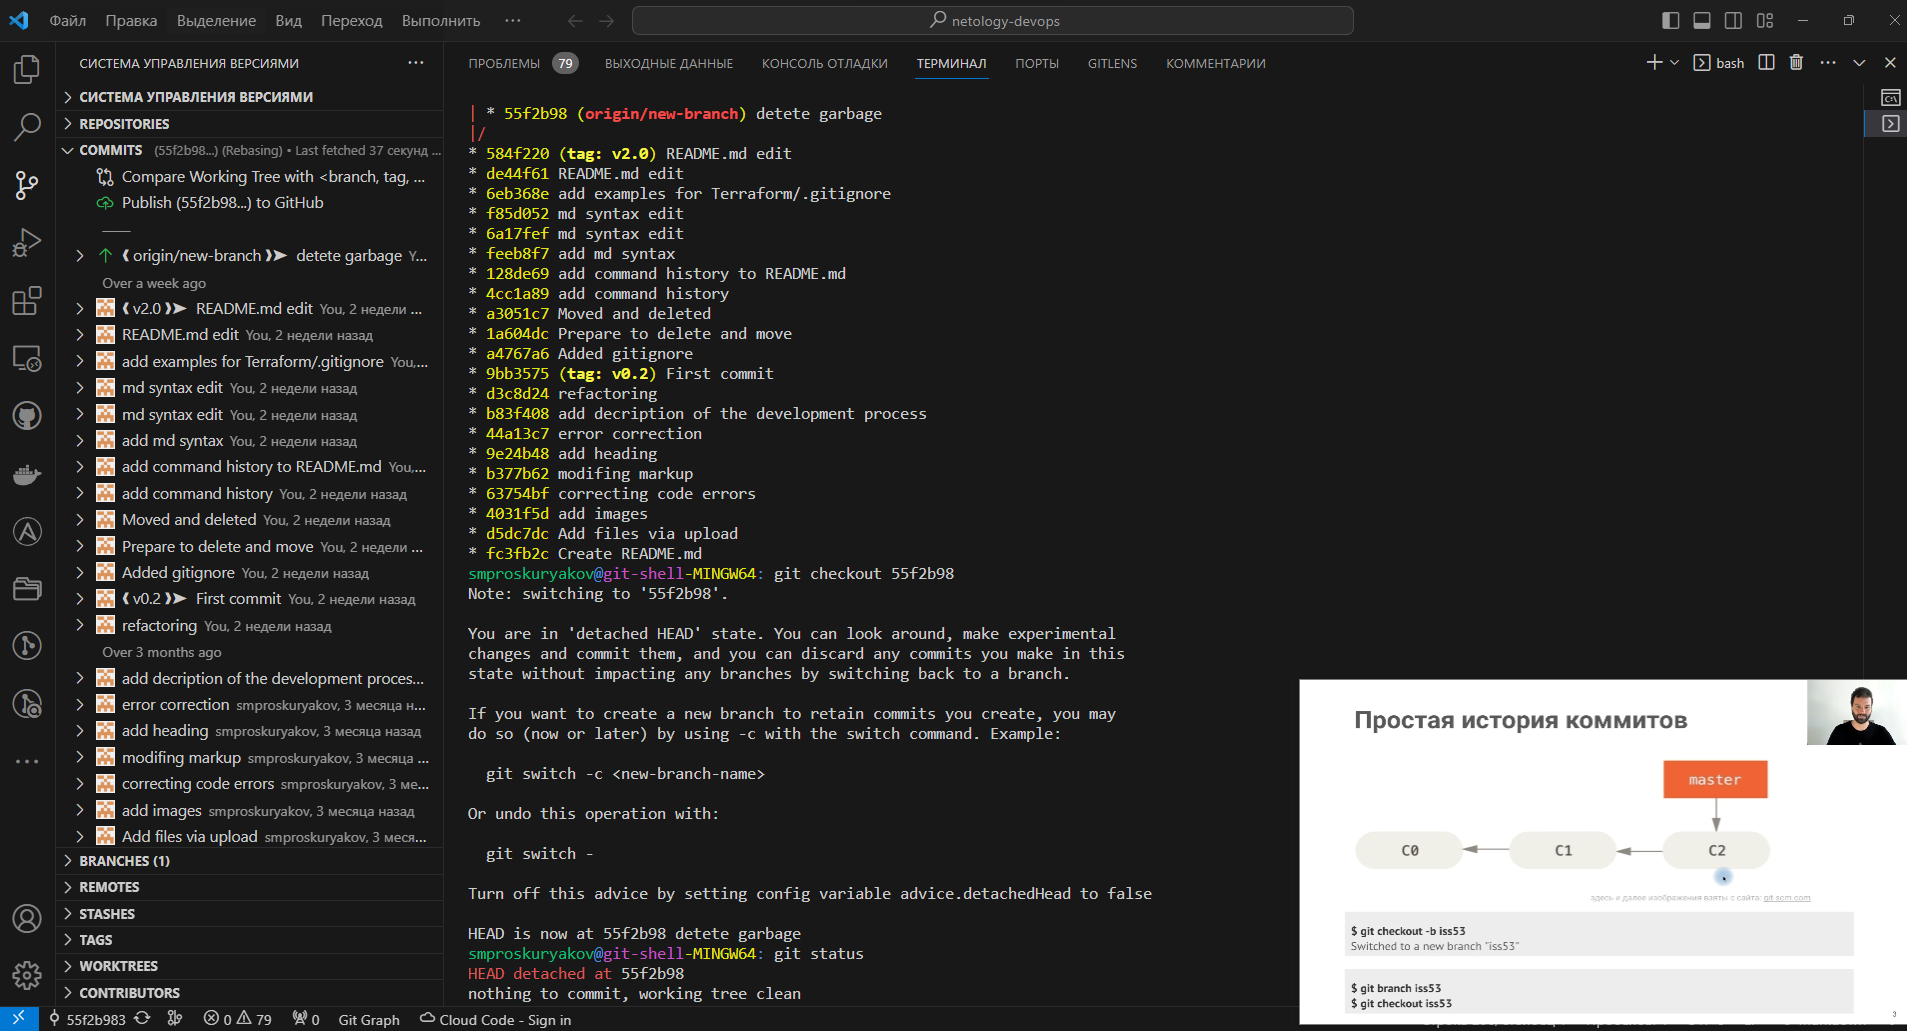 Файл Правка Выделение Вид Переход Выполнить ··· netology-devops
СИСТЕМА УПРАВЛЕНИЯ ВЕРСИЯМИ ···
СИСТЕМА УПРАВЛЕНИЯ ВЕРСИЯМИ
REPOSITORIES
COMMITS (55f2b98...) (Rebasing) • Last fetched 37 секунд ...
Compare Working Tree with <branch, tag, ...
Publish (55f2b98...) to GitHub
origin/new-branch detete garbage Y...
Over a week ago
v2.0 README.md edit You, 2 недели ...
README.md edit You, 2 недели назад
add examples for Terraform/.gitignore You,...
md syntax edit You, 2 недели назад
md syntax edit You, 2 недели назад
add md syntax You, 2 недели назад
add command history to README.md You,...
add command history You, 2 недели назад
Moved and deleted You, 2 недели назад
Prepare to delete and move You, 2 недели ...
Added gitignore You, 2 недели назад
v0.2 First commit You, 2 недели назад
refactoring You, 2 недели назад
Over 3 months ago
add decription of the development proces...
error correction smproskuryakov, 3 месяца н...
add heading smproskuryakov, 3 месяца назад
modifing markup smproskuryakov, 3 месяца ...
correcting code errors smproskuryakov, 3 ме...
add images smproskuryakov, 3 месяца назад
Add files via upload smproskuryakov, 3 меся...
BRANCHES (1)
REMOTES
STASHES
TAGS
WORKTREES
CONTRIBUTORS
ПРОБЛЕМЫ 79 ВЫХОДНЫЕ ДАННЫЕ КОНСОЛЬ ОТЛАДКИ ТЕРМИНАЛ ПОРТЫ GITLENS КОММЕНТАРИИ bash ···
| * 55f2b98 (origin/new-branch) detete garbage
|/
* 584f220 (tag: v2.0) README.md edit
* de44f61 README.md edit
* 6eb368e add examples for Terraform/.gitignore
* f85d052 md syntax edit
* 6a17fef md syntax edit
* feeb8f7 add md syntax
* 128de69 add command history to README.md
* 4cc1a89 add command history
* a3051c7 Moved and deleted
* 1a604dc Prepare to delete and move
* a4767a6 Added gitignore
* 9bb3575 (tag: v0.2) First commit
* d3c8d24 refactoring
* b83f408 add decription of the development process
* 44a13c7 error correction
* 9e24b48 add heading
* b377b62 modifing markup
* 63754bf correcting code errors
* 4031f5d add images
* d5dc7dc Add files via upload
* fc3fb2c Create README.md
smproskuryakov@git-shell-MINGW64: git checkout 55f2b98
Note: switching to '55f2b98'.
You are in 'detached HEAD' state. You can look around, make experimental
changes and commit them, and you can discard any commits you make in this
state without impacting any branches by switching back to a branch.
If you want to create a new branch to retain commits you create, you may
do so (now or later) by using -c with the switch command. Example:
git switch -c <new-branch-name>
Or undo this operation with:
git switch -
Turn off this advice by setting config variable advice.detachedHead to false
HEAD is now at 55f2b98 detete garbage
smproskuryakov@git-shell-MINGW64: git status
HEAD detached at 55f2b98
nothing to commit, working tree clean
Простая история коммитов
master
C0 C1 C2
здесь и далее изображения взяты с сайта: git-scm.com
$ git checkout -b iss53
Switched to a new branch "iss53"
$ git branch iss53
$ git checkout iss53
3
55f2b983 0 79 0 Git Graph Cloud Code - Sign in